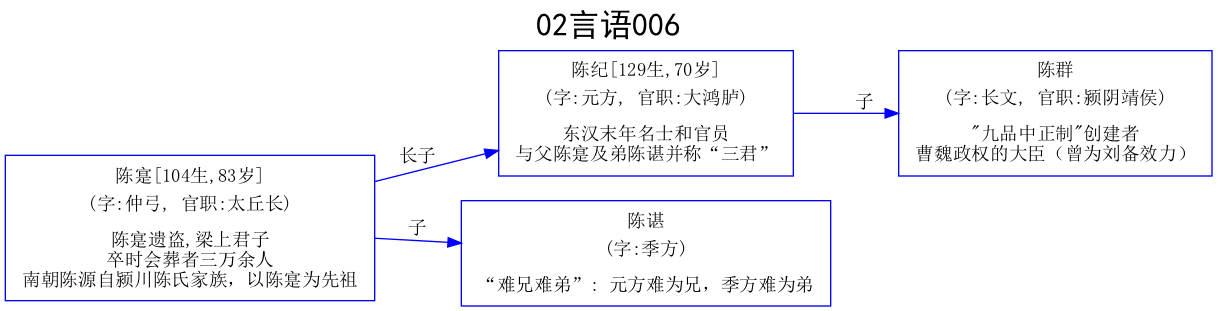 02言语006
陈寔[104生,83岁]
(字:仲弓, 官职:太丘长)
陈寔遗盗,梁上君子
卒时会葬者三万余人
南朝陈源自颍川陈氏家族, 以陈寔为先祖
长子
子
陈纪[129生,70岁]
(字:元方, 官职:大鸿胪)
东汉末年名士和官员
与父陈寔及弟陈谌并称“三君”
陈谌
(字:季方)
“难兄难弟”: 元方难为兄, 季方难为弟
子
陈群
(字:长文, 官职:颍阴靖侯)
"九品中正制"创建者
曹魏政权的大臣（曾为刘备效力）